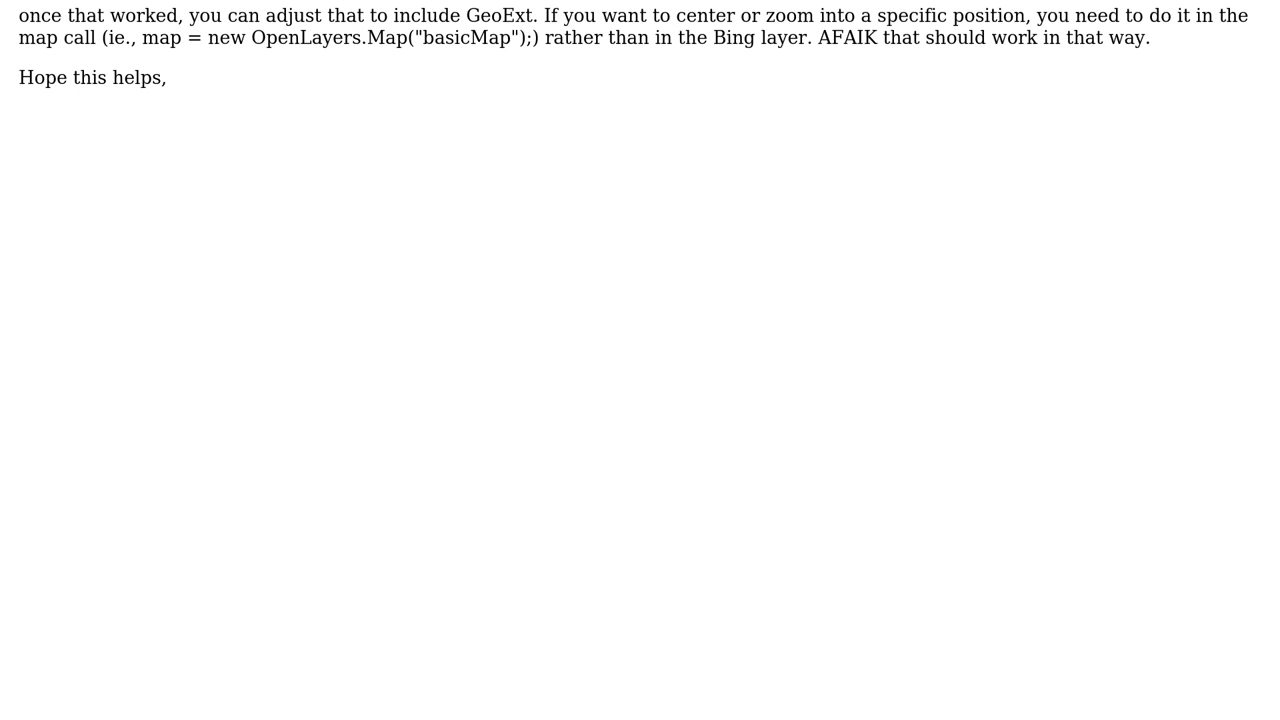 once that worked, you can adjust that to include GeoExt. If you want to center or zoom into a specific position, you need to do it in the
map call (ie., map = new OpenLayers.Map("basicMap");) rather than in the Bing layer. AFAIK that should work in that way.
Hope this helps,